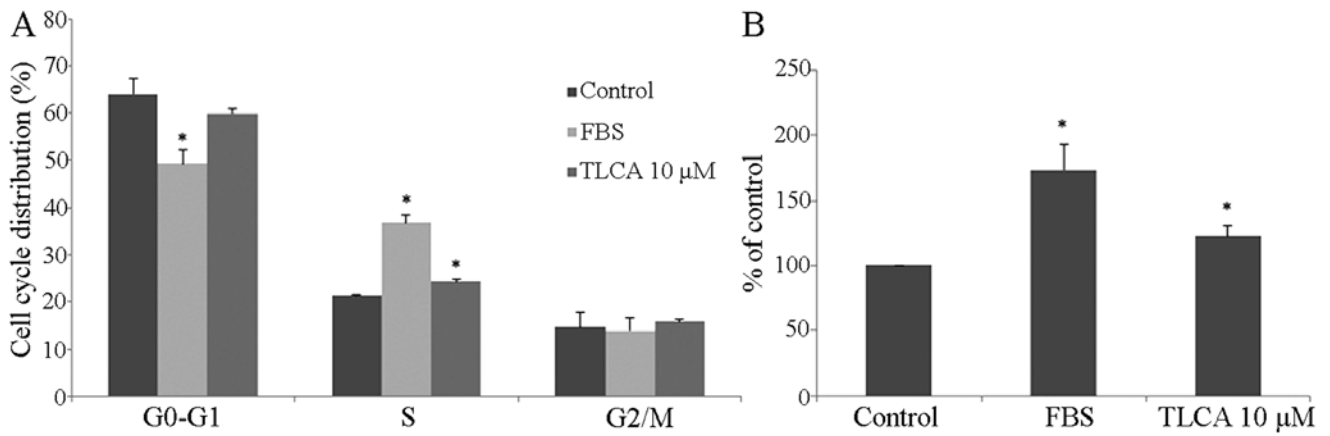 A
Cell cycle distribution (%)
80
70
60
50
40
30
20
10
0
*
*
*
Control
FBS
TLCA 10 μM
G0-G1
S
G2/M
B
% of control
250
200
150
100
50
0
*
*
Control
FBS
TLCA 10 μM